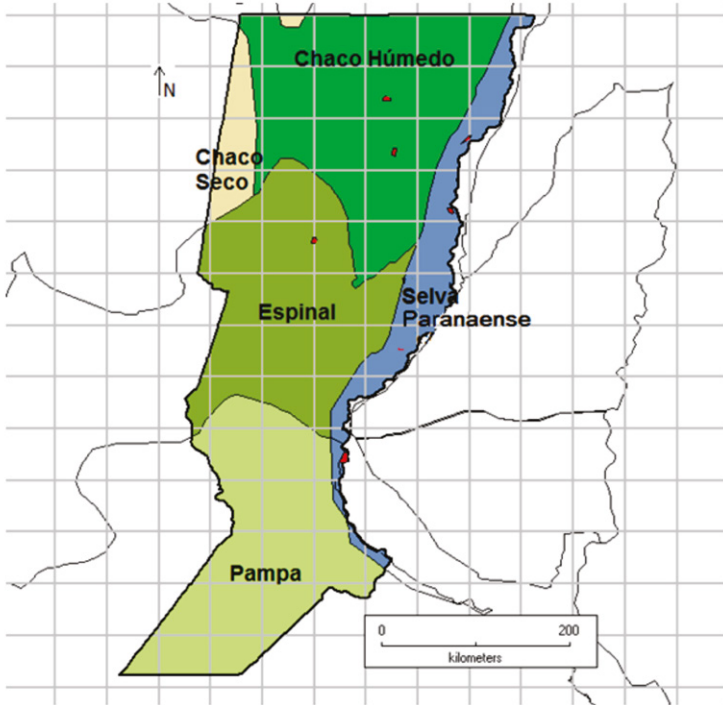 Chaco Húmedo
N
Chaco
Seco
Espinal
Selva
Paranaense
Pampa
0 200
kilometers